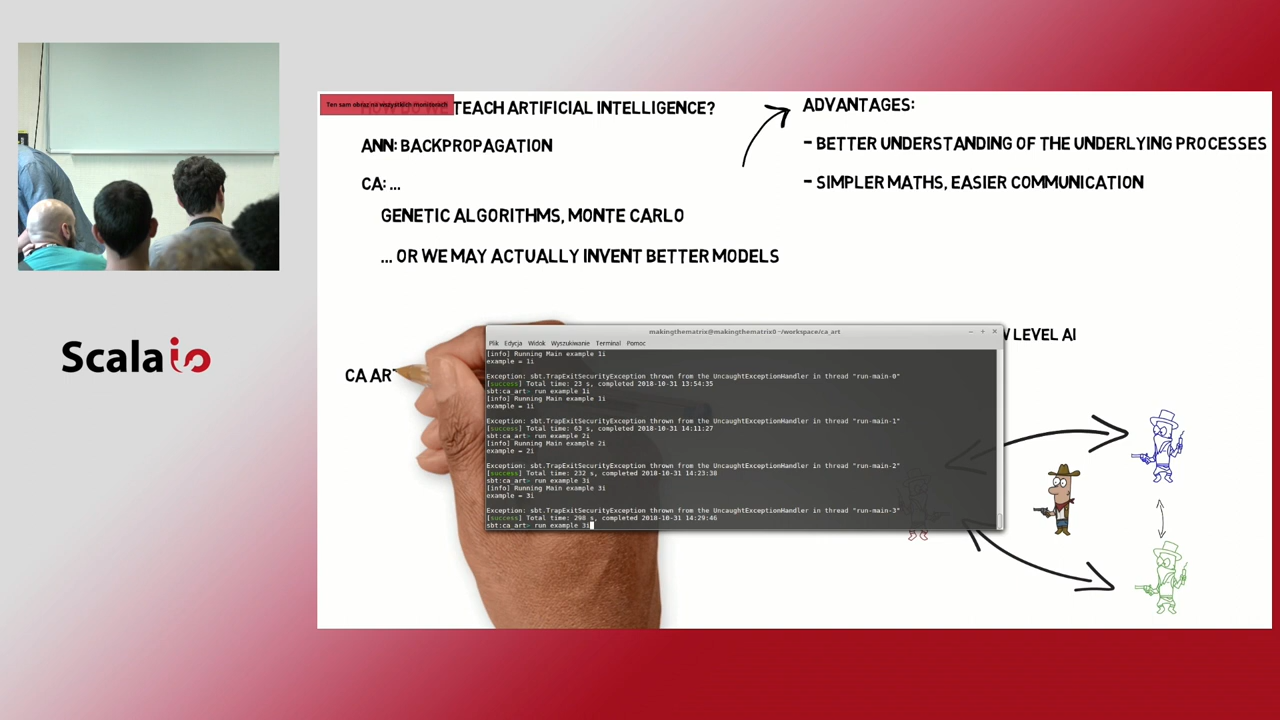 Scala io
Ten sam obraz na wszystkich monitorach
TEACH ARTIFICIAL INTELLIGENCE?
ANN: BACKPROPAGATION
CA: ...
GENETIC ALGORITHMS, MONTE CARLO
... OR WE MAY ACTUALLY INVENT BETTER MODELS
ADVANTAGES:
- BETTER UNDERSTANDING OF THE UNDERLYING PROCESSES
- SIMPLER MATHS, EASIER COMMUNICATION
LEVEL AI
CA AR
makingthematrix@makingthematrix0 ~/workspace/ca_art
Plik Edycja Widok Wyszukiwanie Terminal Pomoc
[info] Running Main example 1i
example = 1i
Exception: sbt.TrapExitSecurityException thrown from the UncaughtExceptionHandler in thread "run-main-0"
[success] Total time: 23 s, completed 2018-10-31 13:54:35
sbt:ca_art> run example 1i
[info] Running Main example 1i
example = 1i
Exception: sbt.TrapExitSecurityException thrown from the UncaughtExceptionHandler in thread "run-main-1"
[success] Total time: 63 s, completed 2018-10-31 14:11:27
sbt:ca_art> run example 2i
[info] Running Main example 2i
example = 2i
Exception: sbt.TrapExitSecurityException thrown from the UncaughtExceptionHandler in thread "run-main-2"
[success] Total time: 232 s, completed 2018-10-31 14:23:38
sbt:ca_art> run example 3i
[info] Running Main example 3i
example = 3i
Exception: sbt.TrapExitSecurityException thrown from the UncaughtExceptionHandler in thread "run-main-3"
[success] Total time: 298 s, completed 2018-10-31 14:29:46
sbt:ca_art> run example 3i